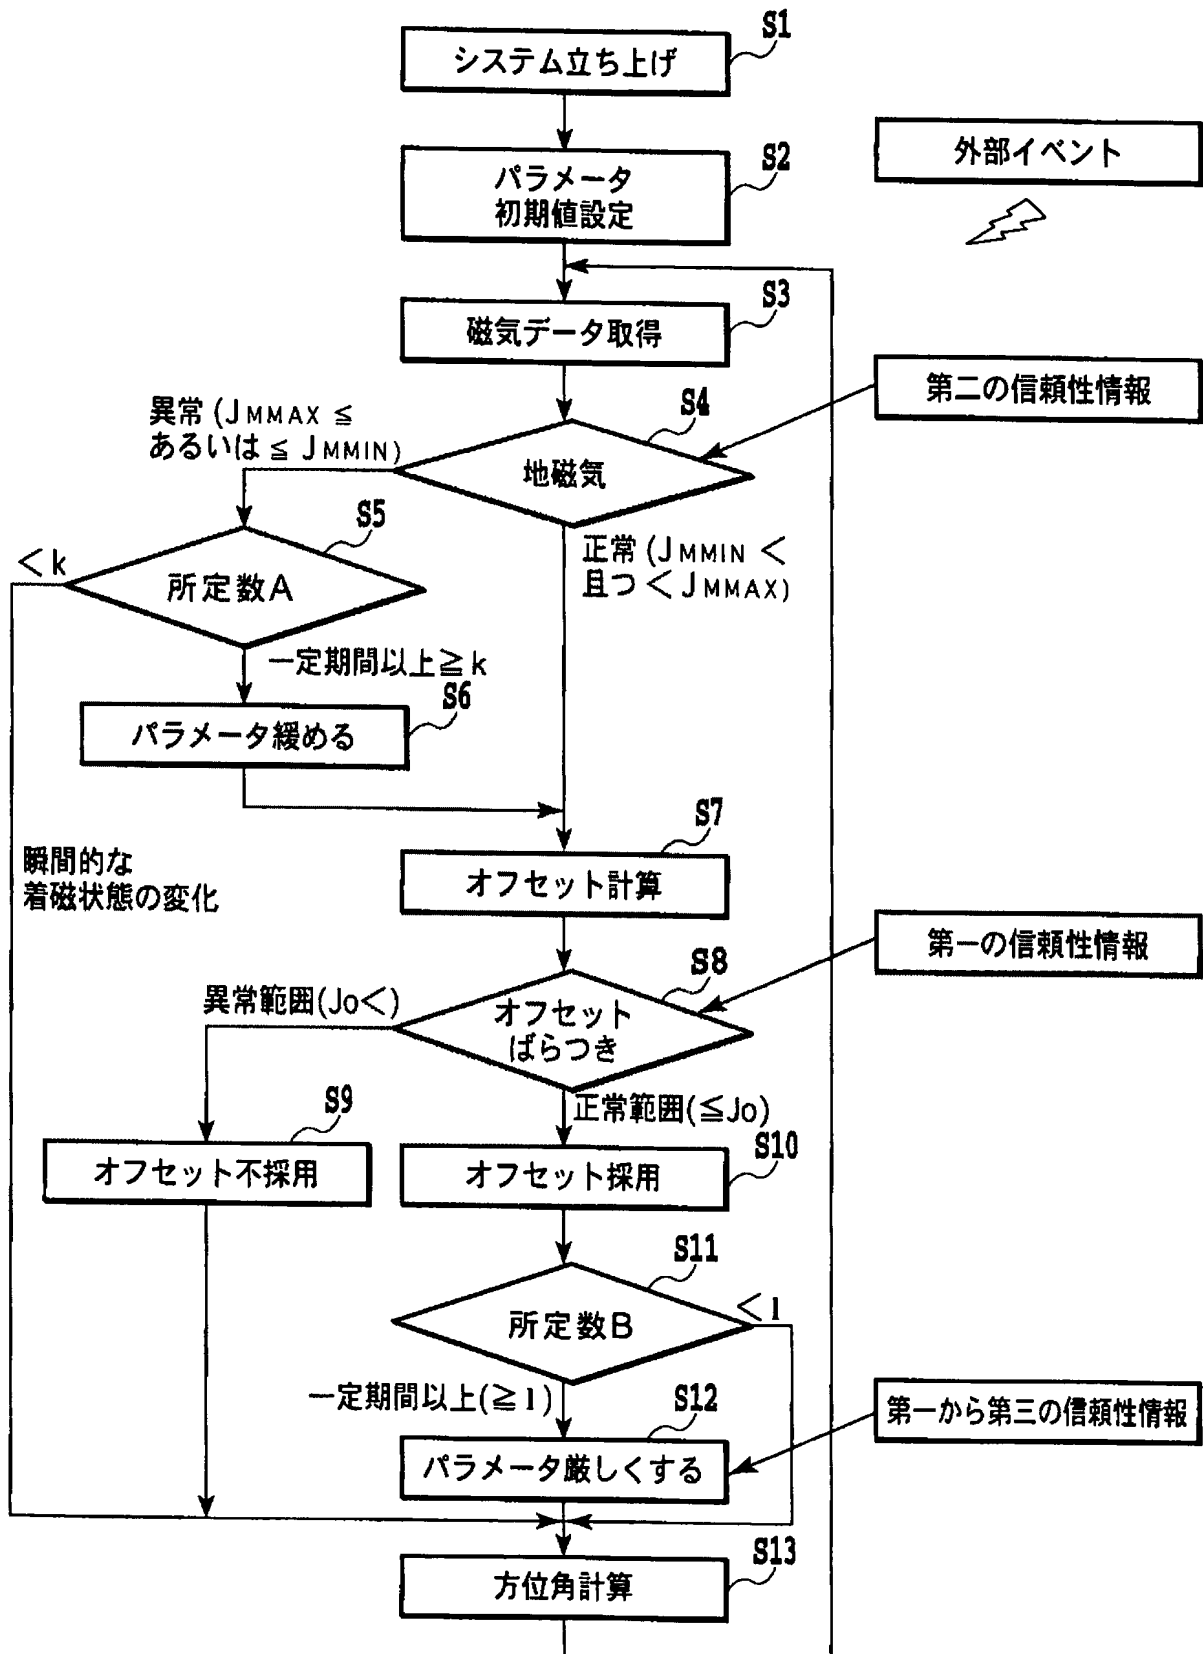 S1
システム立ち上げ
S2
パラメータ
初期値設定
外部イベント
S3
磁気データ取得
第二の信頼性情報
S4
地磁気
異常 (JMMAX ≦
あるいは ≦ JMMIN)
正常 (JMMIN <
且つ < JMMAX)
S5
所定数A
<k
一定期間以上≧k
S6
パラメータ緩める
S7
オフセット計算
瞬間的な
着磁状態の変化
第一の信頼性情報
S8
オフセット
ばらつき
異常範囲(Jo<)
正常範囲(≦Jo)
S9
オフセット不採用
S10
オフセット採用
S11
所定数B
<l
一定期間以上(≧l)
S12
パラメータ厳しくする
第一から第三の信頼性情報
S13
方位角計算